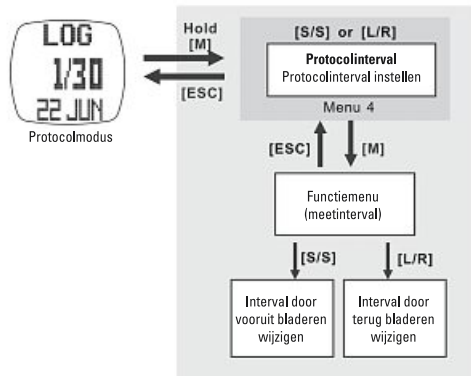 LOG
1/30
22 JUN
Protocolmodus
Hold
[M]
[ESC]
[S/S] or [L/R]
Protocolinterval
Protocolinterval instellen
Menu 4
[ESC]
[M]
Functiemenu
(meetinterval)
[S/S]
[L/R]
Interval door
vooruit bladeren
wijzigen
Interval door
terug bladeren
wijzigen